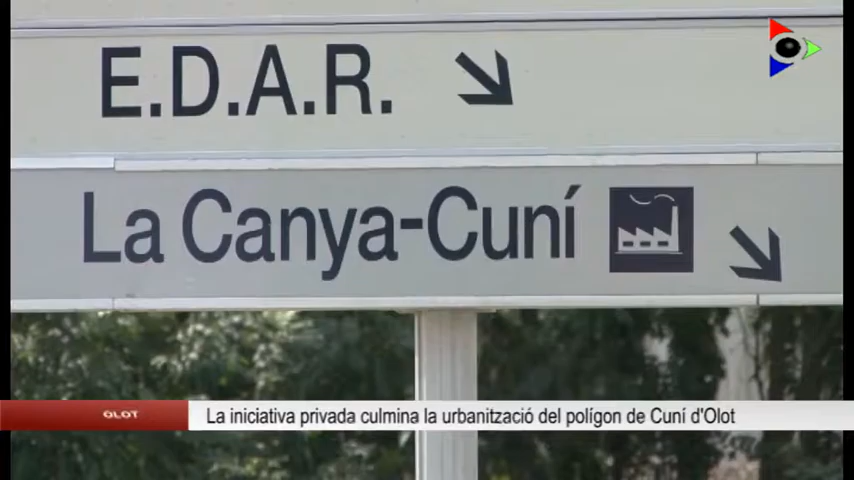 E.D.A.R.
La Canya-Cuní
OLOT
La iniciativa privada culmina la urbanització del polígon de Cuní d'Olot